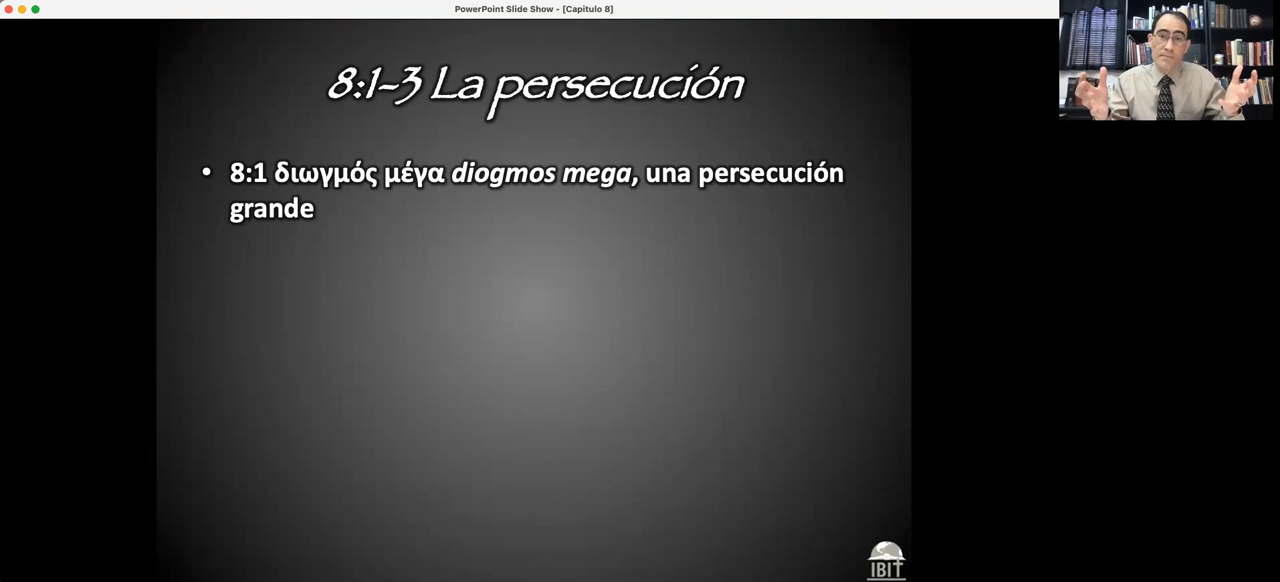 PowerPoint Slide Show - [Capitulo 8]
8:1-3 La persecución
• 8:1 διωγμός μέγα diogmos mega, una persecución
grande
IBIT